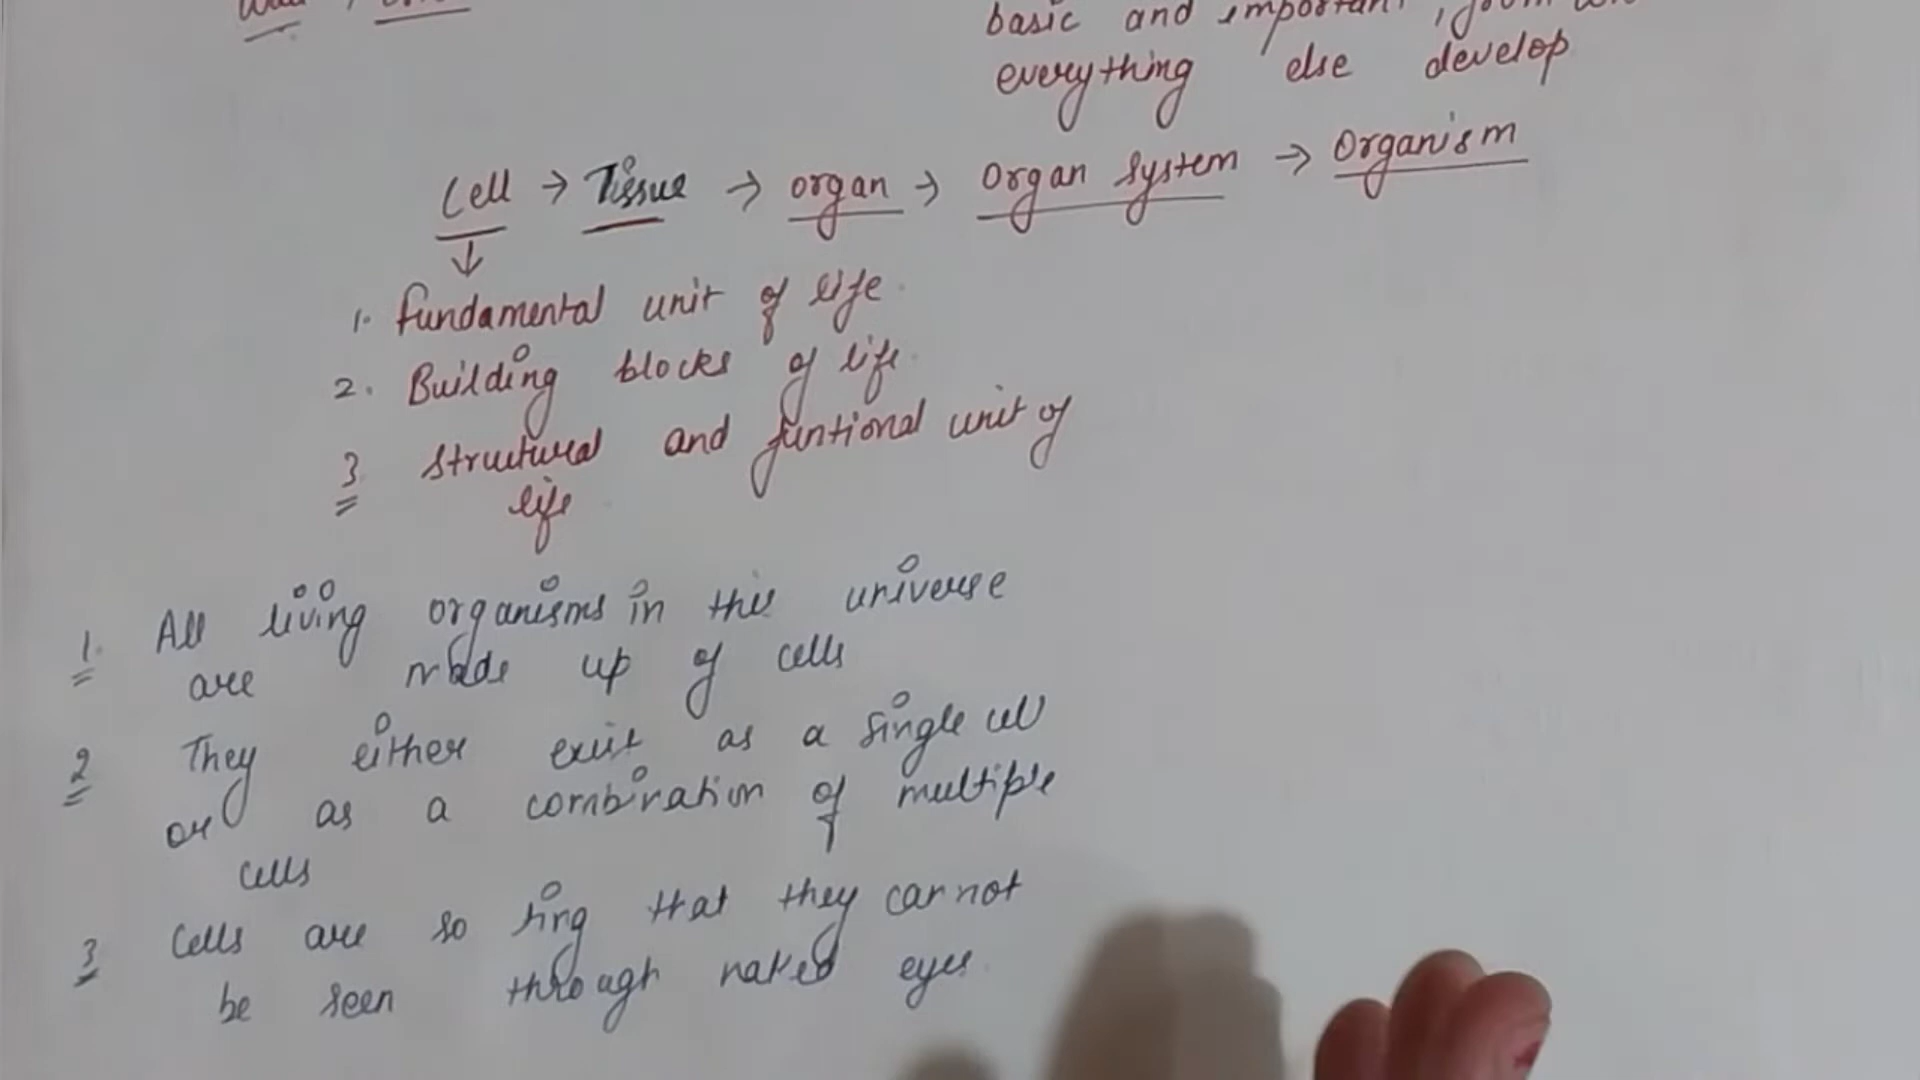 basic and important,
everything else develop
Cell → Tissue → organ → Organ system → Organism
↓
1. fundamental unit of life.
2. Building blocks of life.
3 structural and funtional unit of
life
1. All living organisms in this universe
are made up of cells
2 They either exist as a single cell
or as a combination of multiple
cells
3 Cells are so tiny that they cannot
be seen through naked eyes.